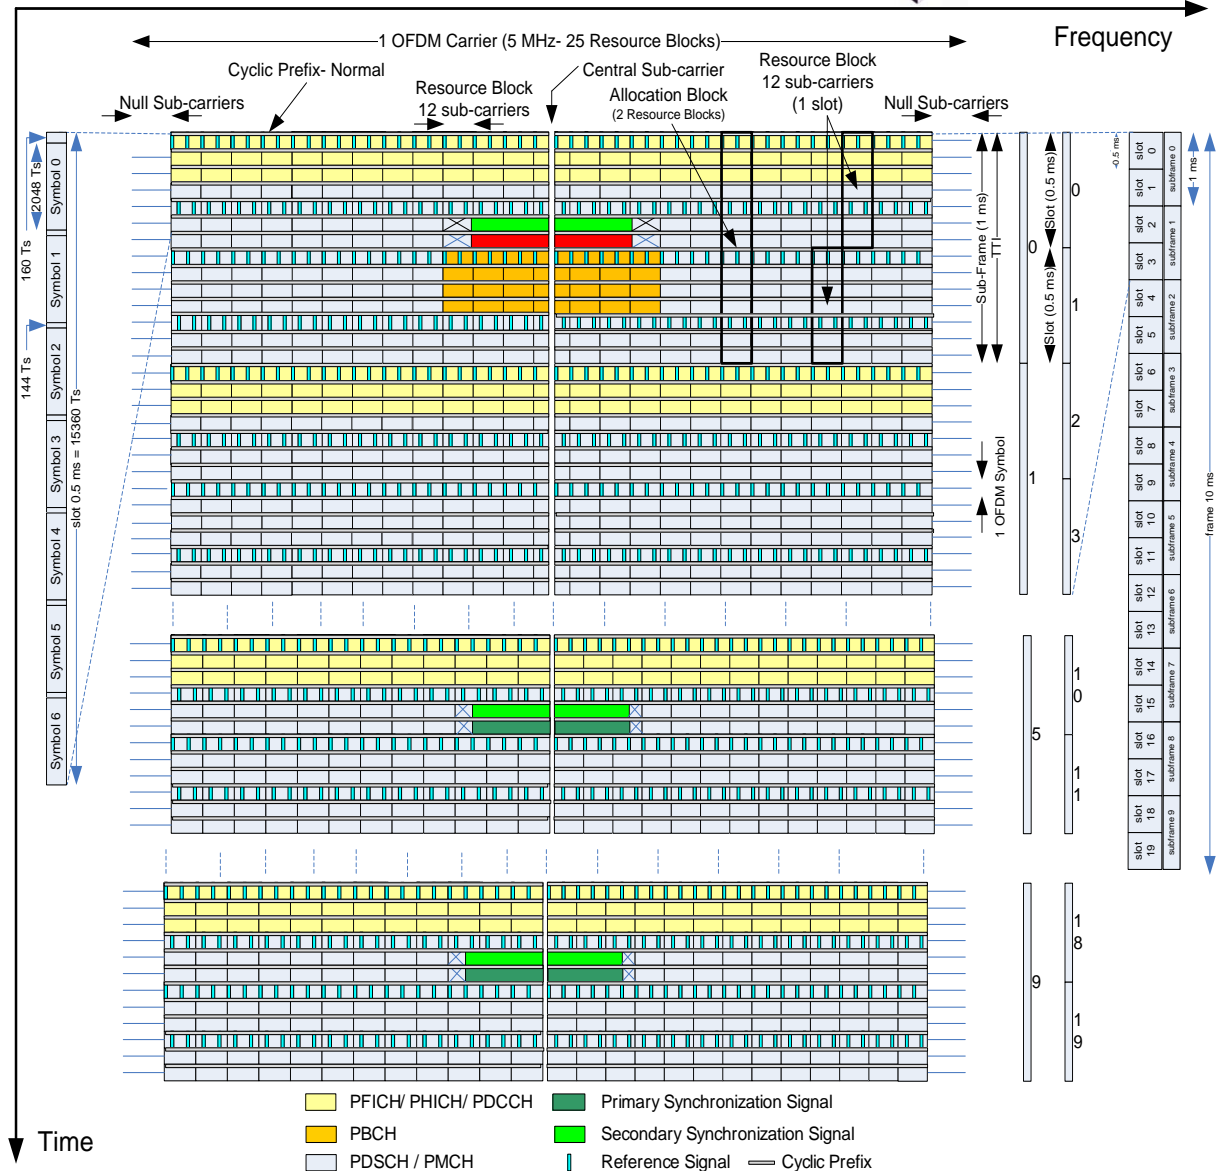 1 OFDM Carrier (5 MHz- 25 Resource Blocks)
Frequency
Cyclic Prefix- Normal
Central Sub-carrier
Resource Block
12 sub-carriers
(1 slot)
Null Sub-carriers
Resource Block
12 sub-carriers
Allocation Block
(2 Resource Blocks)
Null Sub-carriers
160 Ts
2048 Ts
144 Ts
slot 0.5 ms = 15360 Ts
Symbol 0
Symbol 1
Symbol 2
Symbol 3
Symbol 4
Symbol 5
Symbol 6
Sub-Frame (1 ms)
TTI
Slot (0.5 ms)
Slot (0.5 ms)
1 OFDM Symbol
0
1
5
9
0
1
2
3
10
11
18
19
-0.5 ms-
-1 ms-
frame 10 ms
slot 0
slot 1
slot 2
slot 3
slot 4
slot 5
slot 6
slot 7
slot 8
slot 9
slot 10
slot 11
slot 12
slot 13
slot 14
slot 15
slot 16
slot 17
slot 18
slot 19
subframe 0
subframe 1
subframe 2
subframe 3
subframe 4
subframe 5
subframe 6
subframe 7
subframe 8
subframe 9
Time
PFICH/ PHICH/ PDCCH
Primary Synchronization Signal
PBCH
Secondary Synchronization Signal
PDSCH / PMCH
Reference Signal
Cyclic Prefix